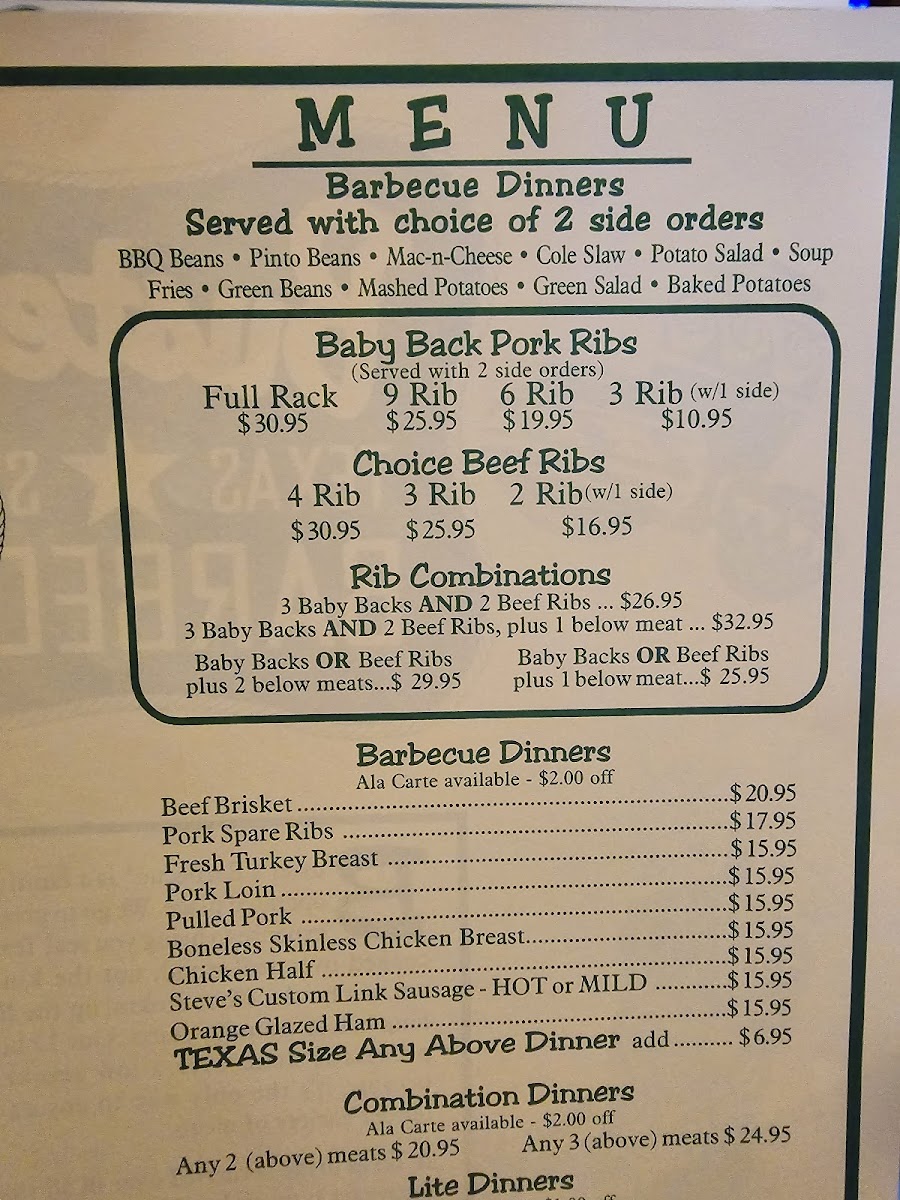 MENU
Barbecue Dinners
Served with choice of 2 side orders
BBQ Beans • Pinto Beans • Mac-n-Cheese • Cole Slaw • Potato Salad • Soup
Fries • Green Beans • Mashed Potatoes • Green Salad • Baked Potatoes
Baby Back Pork Ribs
(Served with 2 side orders)
Full Rack 9 Rib 6 Rib 3 Rib (w/1 side)
$30.95 $25.95 $19.95 $10.95
Choice Beef Ribs
4 Rib 3 Rib 2 Rib (w/1 side)
$30.95 $25.95 $16.95
Rib Combinations
3 Baby Backs AND 2 Beef Ribs ... $26.95
3 Baby Backs AND 2 Beef Ribs, plus 1 below meat ... $32.95
Baby Backs OR Beef Ribs Baby Backs OR Beef Ribs
plus 2 below meats...$ 29.95 plus 1 below meat...$ 25.95
Barbecue Dinners
Ala Carte available - $2.00 off
Beef Brisket ... $20.95
Pork Spare Ribs ... $17.95
Fresh Turkey Breast ... $15.95
Pork Loin ... $15.95
Pulled Pork ... $15.95
Boneless Skinless Chicken Breast ... $15.95
Chicken Half ... $15.95
Steve's Custom Link Sausage - HOT or MILD ... $15.95
Orange Glazed Ham ... $15.95
TEXAS Size Any Above Dinner add ... $6.95
Combination Dinners
Ala Carte available - $2.00 off
Any 2 (above) meats $20.95 Any 3 (above) meats $24.95
Lite Dinners